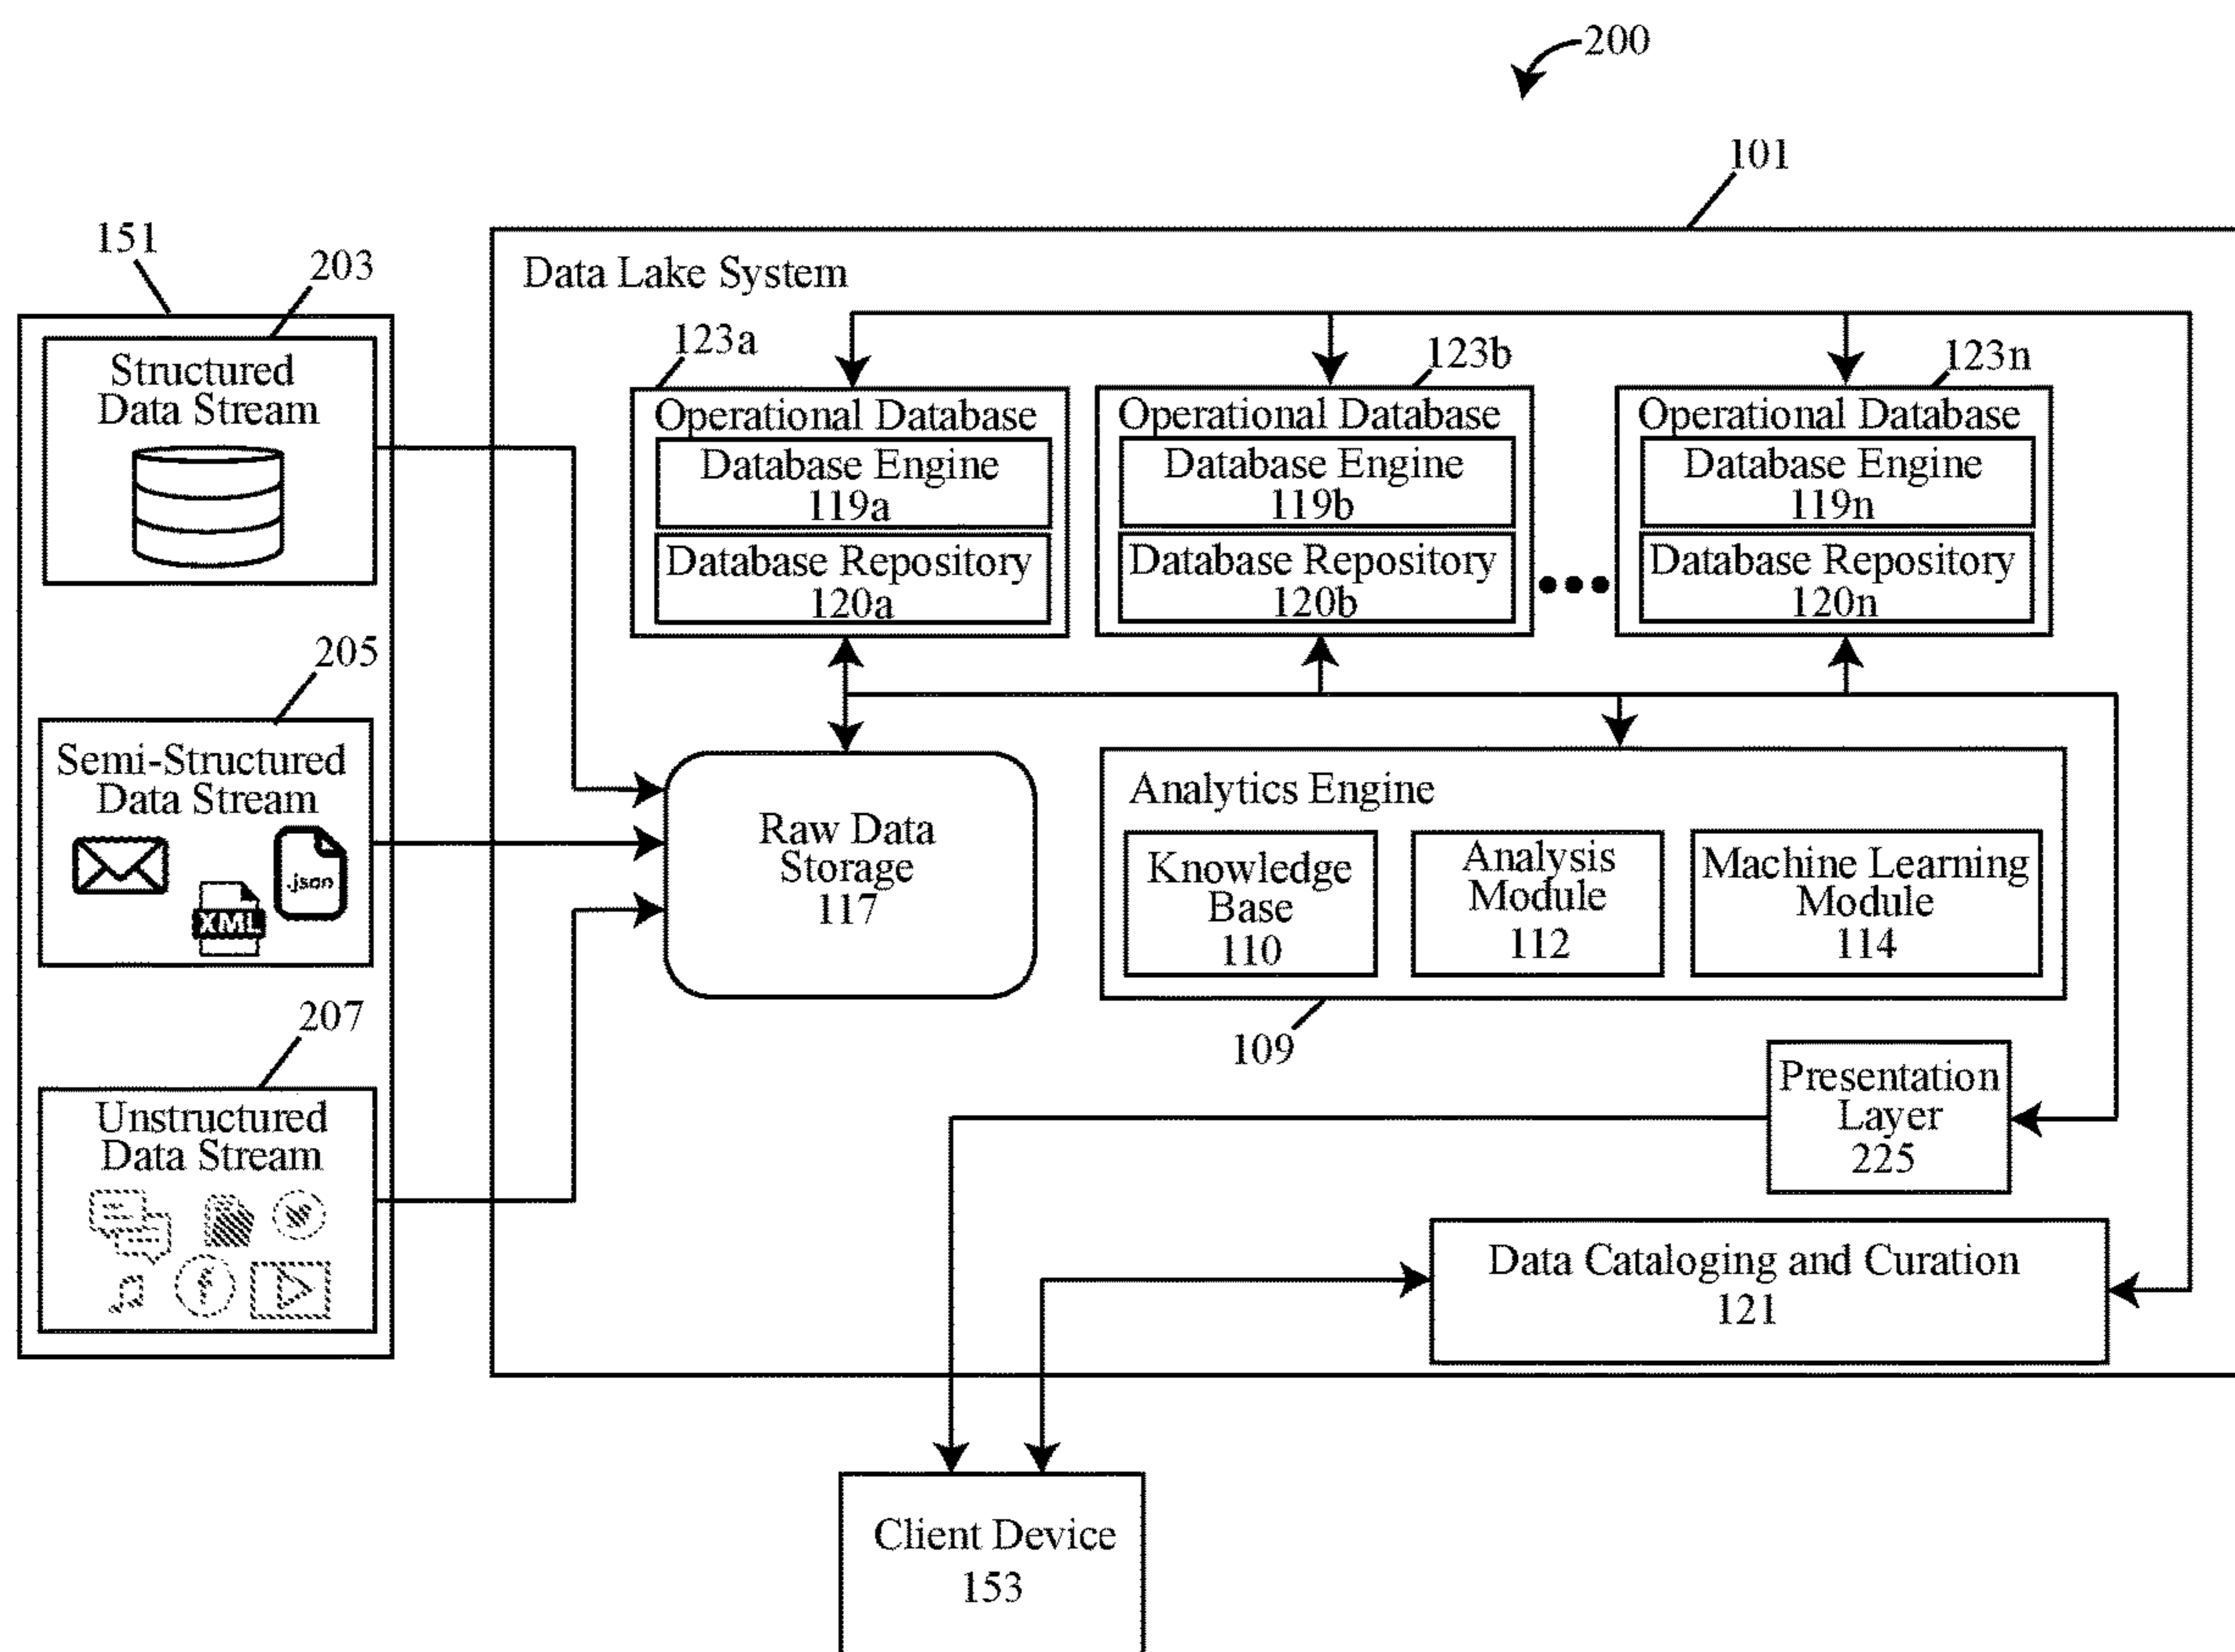 200
101
151
203
Data Lake System
123a
123b
123n
Structured
Data Stream
Operational Database
Database Engine
119a
Database Repository
120a
Operational Database
Database Engine
119b
Database Repository
120b
Operational Database
Database Engine
119n
Database Repository
120n
205
Semi-Structured
Data Stream
.json
XML
Raw Data
Storage
117
Analytics Engine
Knowledge
Base
110
Analysis
Module
112
Machine Learning
Module
114
109
207
Unstructured
Data Stream
f
Presentation
Layer
225
Data Cataloging and Curation
121
Client Device
153